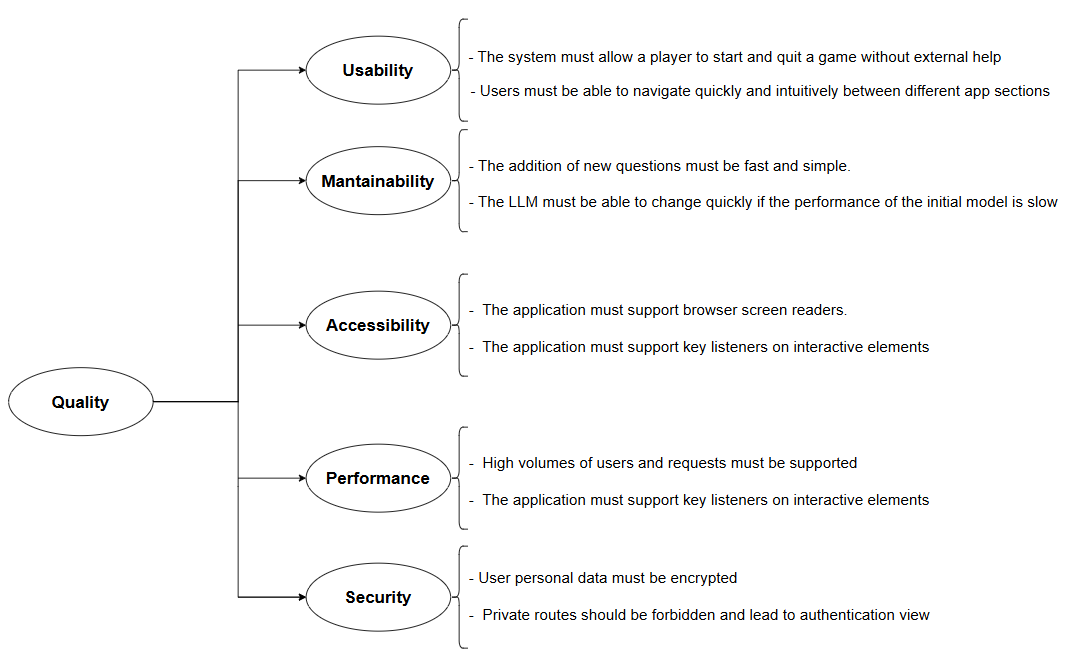 Usability
- The system must allow a player to start and quit a game without external help
- Users must be able to navigate quickly and intuitively between different app sections
Mantainability
- The addition of new questions must be fast and simple.
- The LLM must be able to change quickly if the performance of the initial model is slow
Accessibility
- The application must support browser screen readers.
- The application must support key listeners on interactive elements
Quality
Performance
- High volumes of users and requests must be supported
- The application must support key listeners on interactive elements
Security
- User personal data must be encrypted
- Private routes should be forbidden and lead to authentication view